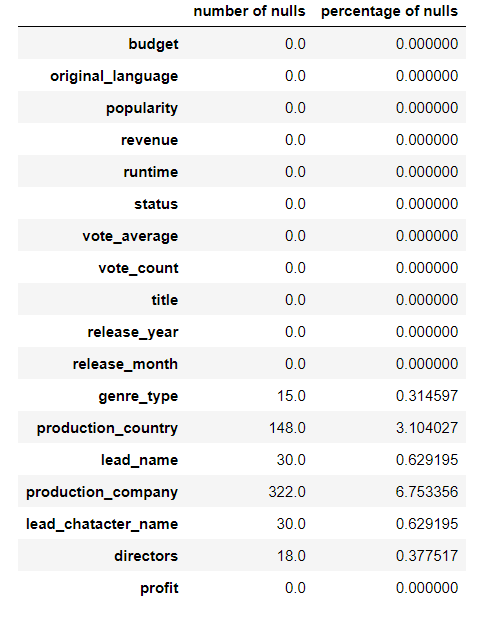 number of nulls percentage of nulls
budget 0.0 0.000000
original_language 0.0 0.000000
popularity 0.0 0.000000
revenue 0.0 0.000000
runtime 0.0 0.000000
status 0.0 0.000000
vote_average 0.0 0.000000
vote_count 0.0 0.000000
title 0.0 0.000000
release_year 0.0 0.000000
release_month 0.0 0.000000
genre_type 15.0 0.314597
production_country 148.0 3.104027
lead_name 30.0 0.629195
production_company 322.0 6.753356
lead_chatacter_name 30.0 0.629195
directors 18.0 0.377517
profit 0.0 0.000000